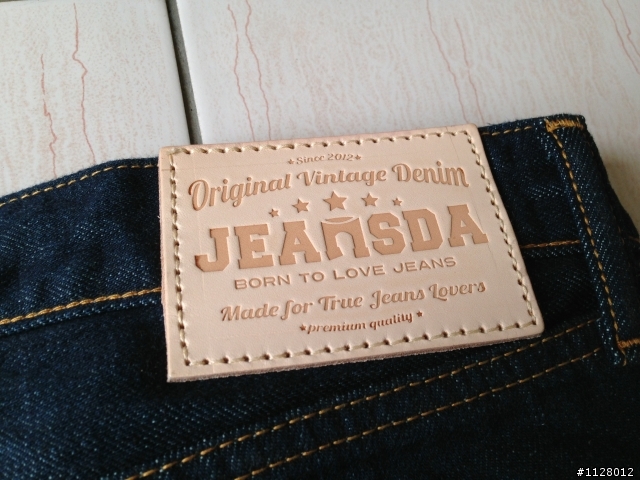 ★Since 2012★
Original Vintage Denim
JEANSDA
BORN TO LOVE JEANS
Made for True Jeans Lovers
★premium quality★
#1128012